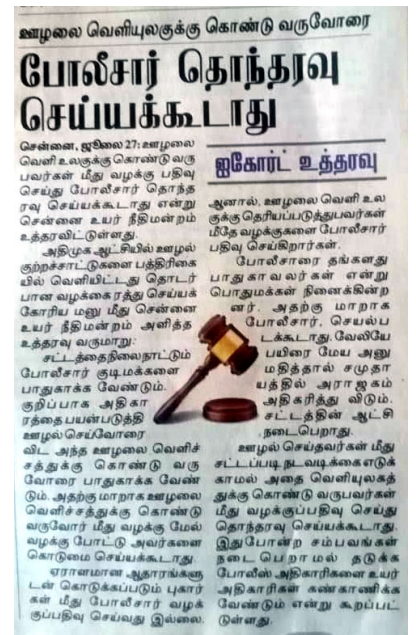 ஊழலை வெளியுலகுக்கு கொண்டு வருவோரை
போலீசார் தொந்தரவு
செய்யக்கூடாது
சென்னை, ஜூலை 27: ஊழலை
வெளி உலகுக்கு கொண்டு வரு
பவர்கள் மீது வழக்கு பதிவு
செய்து போலீசார் தொந்த
ரவு செய்யக்கூடாது என்று
சென்னை உயர் நீதிமன்றம்
உத்தரவிட்டுள்ளது.
அதிமுக ஆட்சியில் ஊழல்
குற்றச்சாட்டுகளை பத்திரிகை
யில் வெளியிட்டது தொடர்
பான வழக்கை ரத்து செய்யக்
கோரிய மனு மீது சென்னை
உயர் நீதிமன்றம் அளித்த
உத்தரவு வருமாறு:
சட்டத்தை நிலைநாட்டும்
போலீசார் குடிமக்களை
பாதுகாக்க வேண்டும்.
குறிப்பாக அதிகா
ரத்தை பயன்படுத்தி
ஊழல் செய்வோரை
விட அந்த ஊழலை வெளிச்
சத்துக்கு கொண்டு வரு
வோரை பாதுகாக்க வேண்
டும். அதற்கு மாறாக ஊழலை
வெளிச்சத்துக்கு கொண்டு
வருவோர் மீது வழக்கு மேல்
வழக்கு போட்டு அவர்களை
கொடுமை செய்யக்கூடாது.
ஏராளமான ஆதாரங்களு
டன் கொடுக்கப்படும் புகார்
கள் மீது போலீசார் வழக்
குப்பதிவு செய்வது இல்லை.
ஐகோர்ட் உத்தரவு
ஆனால், ஊழலை வெளி உல
குக்கு தெரியப்படுத்துபவர்கள்
மீதே வழக்குகளை போலீசார்
பதிவு செய்கிறார்கள்.
போலீசாரை தங்களது
பாதுகாவலர்கள் என்று
பொதுமக்கள் நினைக்கின்ற
னர். அதற்கு மாறாக
போலீசார், செயல்ப
டக்கூடாது. வேலியே
பயிரை மேய அனு
மதித்தால் சமுதா
யத்தில் அராஜகம்
அதிகரித்து விடும்.
சட்டத்தின் ஆட்சி
நடைபெறாது.
ஊழல் செய்தவர்கள் மீது
சட்டப்படி நடவடிக்கை எடுக்
காமல் அதை வெளியுலகத்
துக்கு கொண்டு வருபவர்கள்
மீது வழக்குப்பதிவு செய்து
தொந்தரவு செய்யக்கூடாது.
இதுபோன்ற சம்பவங்கள்
நடைபெறாமல் தடுக்க
போலீஸ் அதிகாரிகளை உயர்
அதிகாரிகள் கண்காணிக்க
வேண்டும் என்று கூறப்பட்
டுள்ளது.